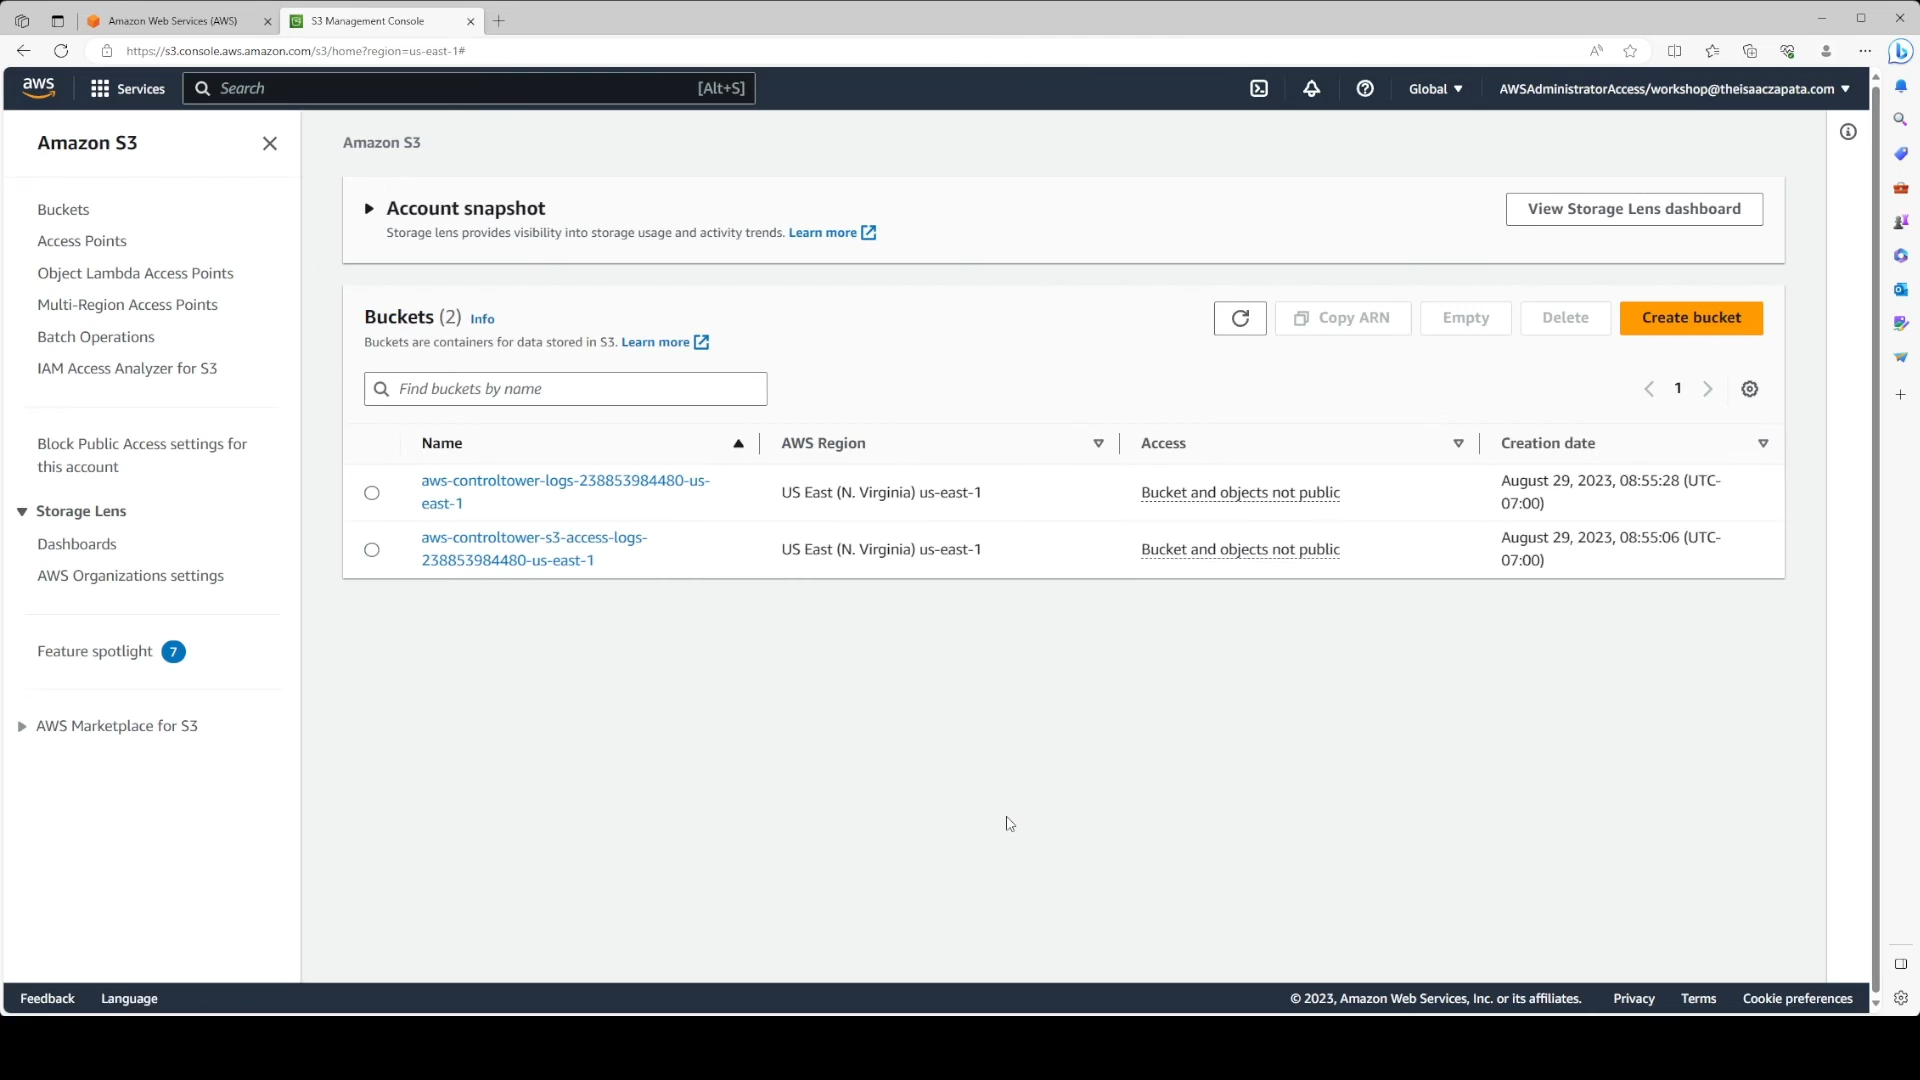 Amazon Web Services (AWS)
S3 Management Console
https://s3.console.aws.amazon.com/s3/home?region=us-east-1#
aws
Services
Search
[Alt+S]
Global
AWSAdministratorAccess/workshop@theisaaczapata.com
Amazon S3
Buckets
Access Points
Object Lambda Access Points
Multi-Region Access Points
Batch Operations
IAM Access Analyzer for S3
Block Public Access settings for
this account
Storage Lens
Dashboards
AWS Organizations settings
Feature spotlight 7
AWS Marketplace for S3
Amazon S3
Account snapshot
Storage lens provides visibility into storage usage and activity trends. Learn more
View Storage Lens dashboard
Buckets (2) Info
Buckets are containers for data stored in S3. Learn more
Copy ARN
Empty
Delete
Create bucket
Find buckets by name
1
Name
AWS Region
Access
Creation date
aws-controltower-logs-238853984480-us-
east-1
US East (N. Virginia) us-east-1
Bucket and objects not public
August 29, 2023, 08:55:28 (UTC-
07:00)
aws-controltower-s3-access-logs-
238853984480-us-east-1
US East (N. Virginia) us-east-1
Bucket and objects not public
August 29, 2023, 08:55:06 (UTC-
07:00)
Feedback
Language
© 2023, Amazon Web Services, Inc. or its affiliates.
Privacy
Terms
Cookie preferences